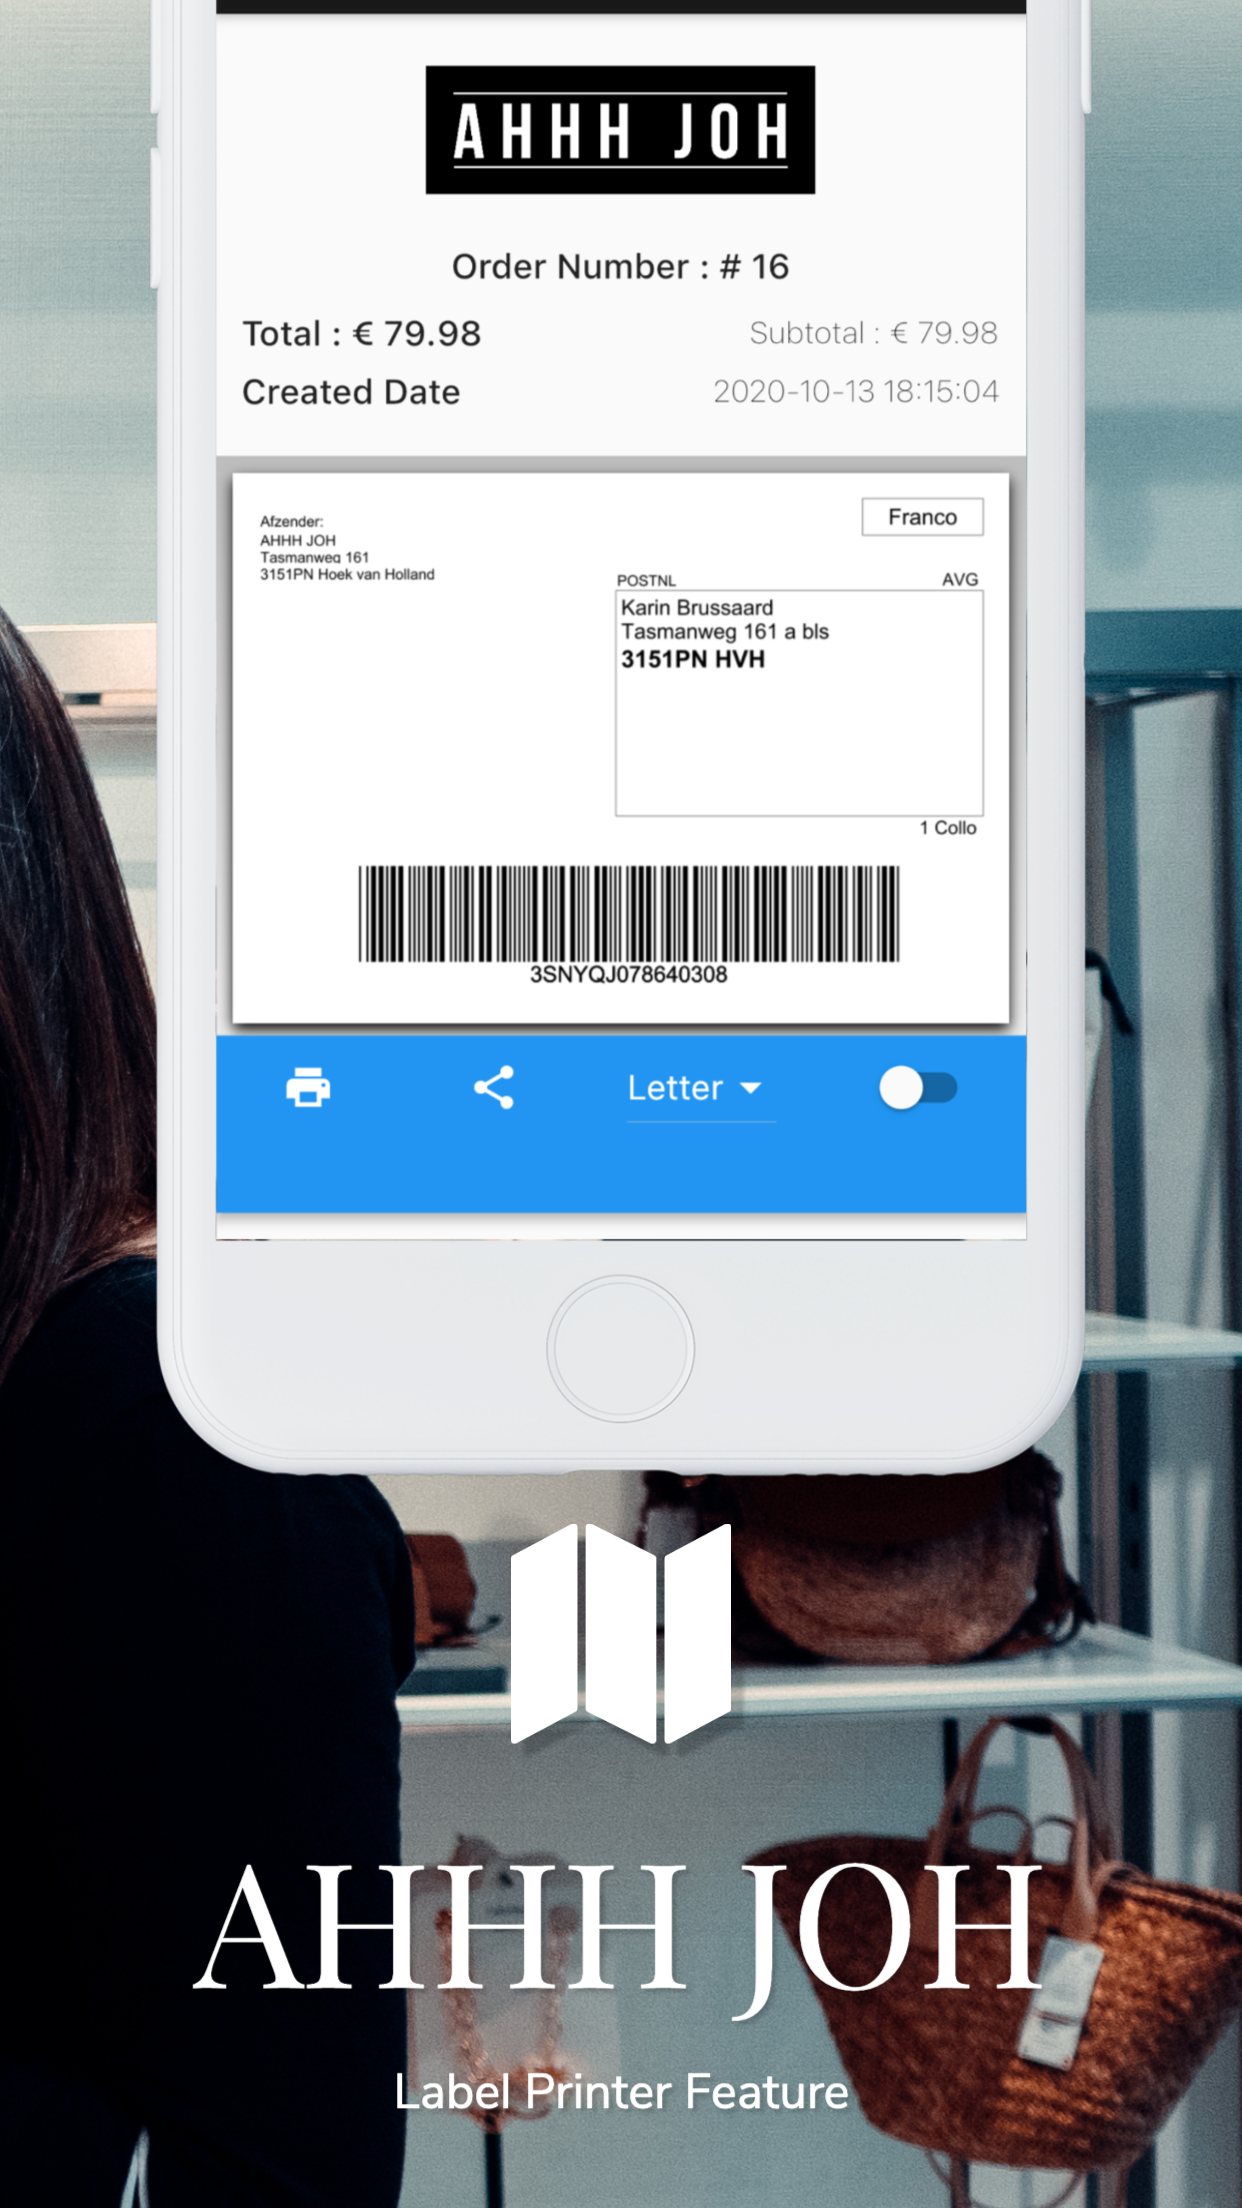 AHHH JOH
Order Number : # 16
Total : € 79.98
Subtotal : € 79.98
Created Date
2020-10-13 18:15:04
Afzender:
AHHH JOH
Tasmanweg 161
3151PN Hoek van Holland
Franco
POSTNL
AVG
Karin Brussaard
Tasmanweg 161 a bls
3151PN HVH
1 Collo
3SNYQJ078640308
Letter
AHHH JOH
Label Printer Feature